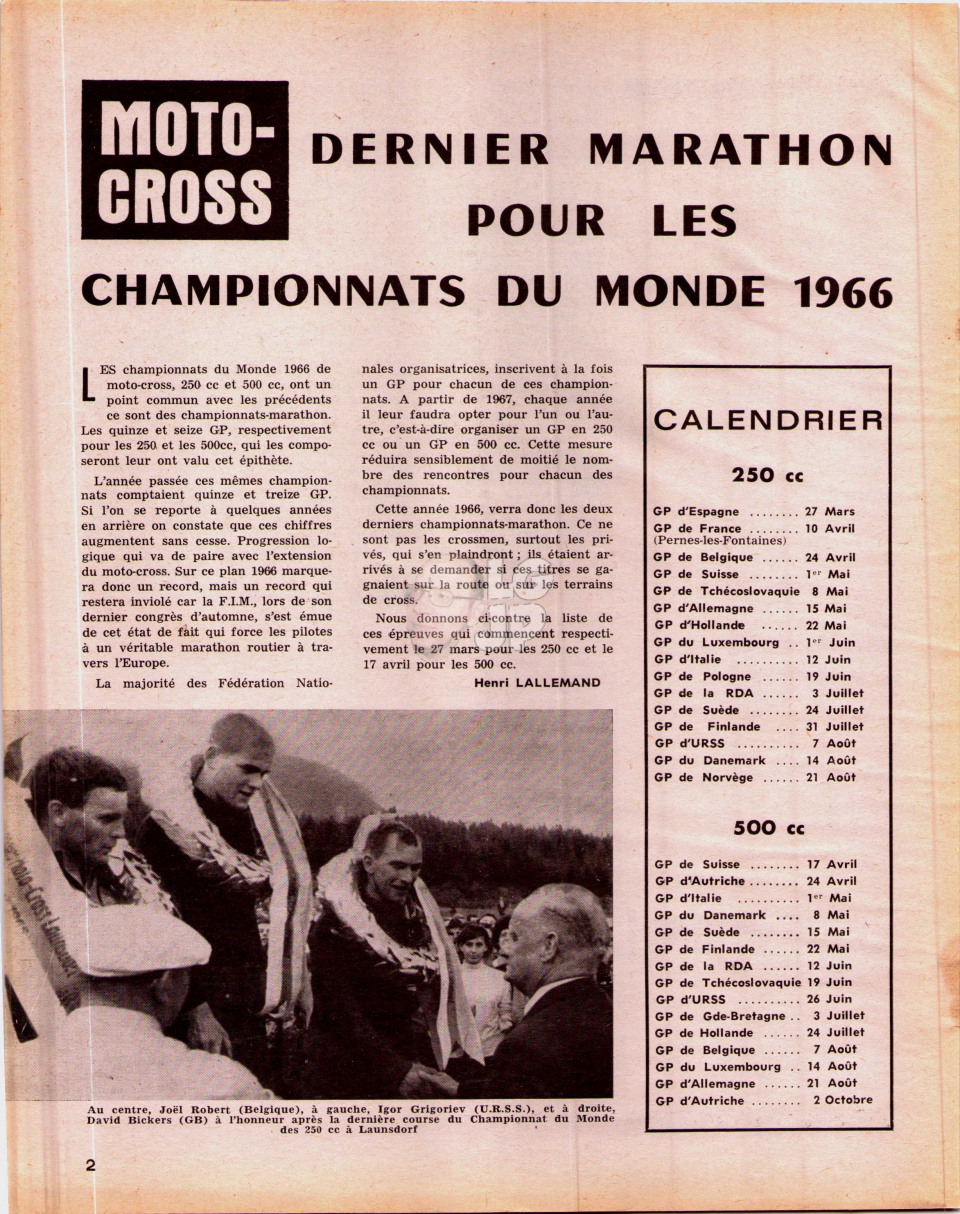 MOTO-
CROSS
DERNIER MARATHON
POUR LES
CHAMPIONNATS DU MONDE 1966
LES championnats du Monde 1966 de
moto-cross, 250 cc et 500 cc, ont un
point commun avec les précédents
ce sont des championnats-marathon.
Les quinze et seize GP, respectivement
pour les 250 et les 500cc, qui les compo-
seront leur ont valu cet épithète.
L'année passée ces mêmes champion-
nats comptaient quinze et treize GP.
Si l'on se reporte à quelques années
en arrière on constate que ces chiffres
augmentent sans cesse. Progression lo-
gique qui va de paire avec l'extension
du moto-cross. Sur ce plan 1966 marque-
ra donc un record, mais un record qui
restera inviolé car la F.I.M., lors de son
dernier congrès d'automne, s'est émue
de cet état de fait qui force les pilotes
à un véritable marathon routier à tra-
vers l'Europe.
La majorité des Fédération Natio-
nales organisatrices, inscrivent à la fois
un GP pour chacun de ces champion-
nats. A partir de 1967, chaque année
il leur faudra opter pour l'un ou l'au-
tre, c'est-à-dire organiser un GP en 250
cc ou un GP en 500 cc. Cette mesure
réduira sensiblement de moitié le nom-
bre des rencontres pour chacun des
championnats.
Cette année 1966, verra donc les deux
derniers championnats-marathon. Ce ne
sont pas les crossmen, surtout les pri-
vés, qui s'en plaindront ; ils étaient ar-
rivés à se demander si ces titres se ga-
gnaient sur la route ou sur les terrains
de cross.
Nous donnons ci-contre la liste de
ces épreuves qui commencent respecti-
vement le 27 mars pour les 250 cc et le
17 avril pour les 500 cc.
Henri LALLEMAND
CALENDRIER
250 cc
GP d'Espagne ........ 27 Mars
GP de France ........ 10 Avril
(Pernes-les-Fontaines)
GP de Belgique ...... 24 Avril
GP de Suisse ........ 1er Mai
GP de Tchécoslovaquie 8 Mai
GP d'Allemagne ...... 15 Mai
GP d'Hollande ...... 22 Mai
GP du Luxembourg .. 1er Juin
GP d'Italie .......... 12 Juin
GP de Pologne ...... 19 Juin
GP de la RDA ...... 3 Juillet
GP de Suède ........ 24 Juillet
GP de Finlande .... 31 Juillet
GP d'URSS .......... 7 Août
GP du Danemark .... 14 Août
GP de Norvège ...... 21 Août
500 cc
GP de Suisse ........ 17 Avril
GP d'Autriche ........ 24 Avril
GP d'Italie .......... 1er Mai
GP du Danemark .... 8 Mai
GP de Suède ........ 15 Mai
GP de Finlande ...... 22 Mai
GP de la RDA ...... 12 Juin
GP de Tchécoslovaquie 19 Juin
GP d'URSS .......... 26 Juin
GP de Gde-Bretagne .. 3 Juillet
GP de Hollande ...... 24 Juillet
GP de Belgique ...... 7 Août
GP du Luxembourg .. 14 Août
GP d'Allemagne ...... 21 Août
GP d'Autriche ........ 2 Octobre
Au centre, Joël Robert (Belgique), à gauche, Igor Grigoriev (U.R.S.S.), et à droite,
David Bickers (GB) à l'honneur après la dernière course du Championnat du Monde
des 250 cc à Launsdorf
2